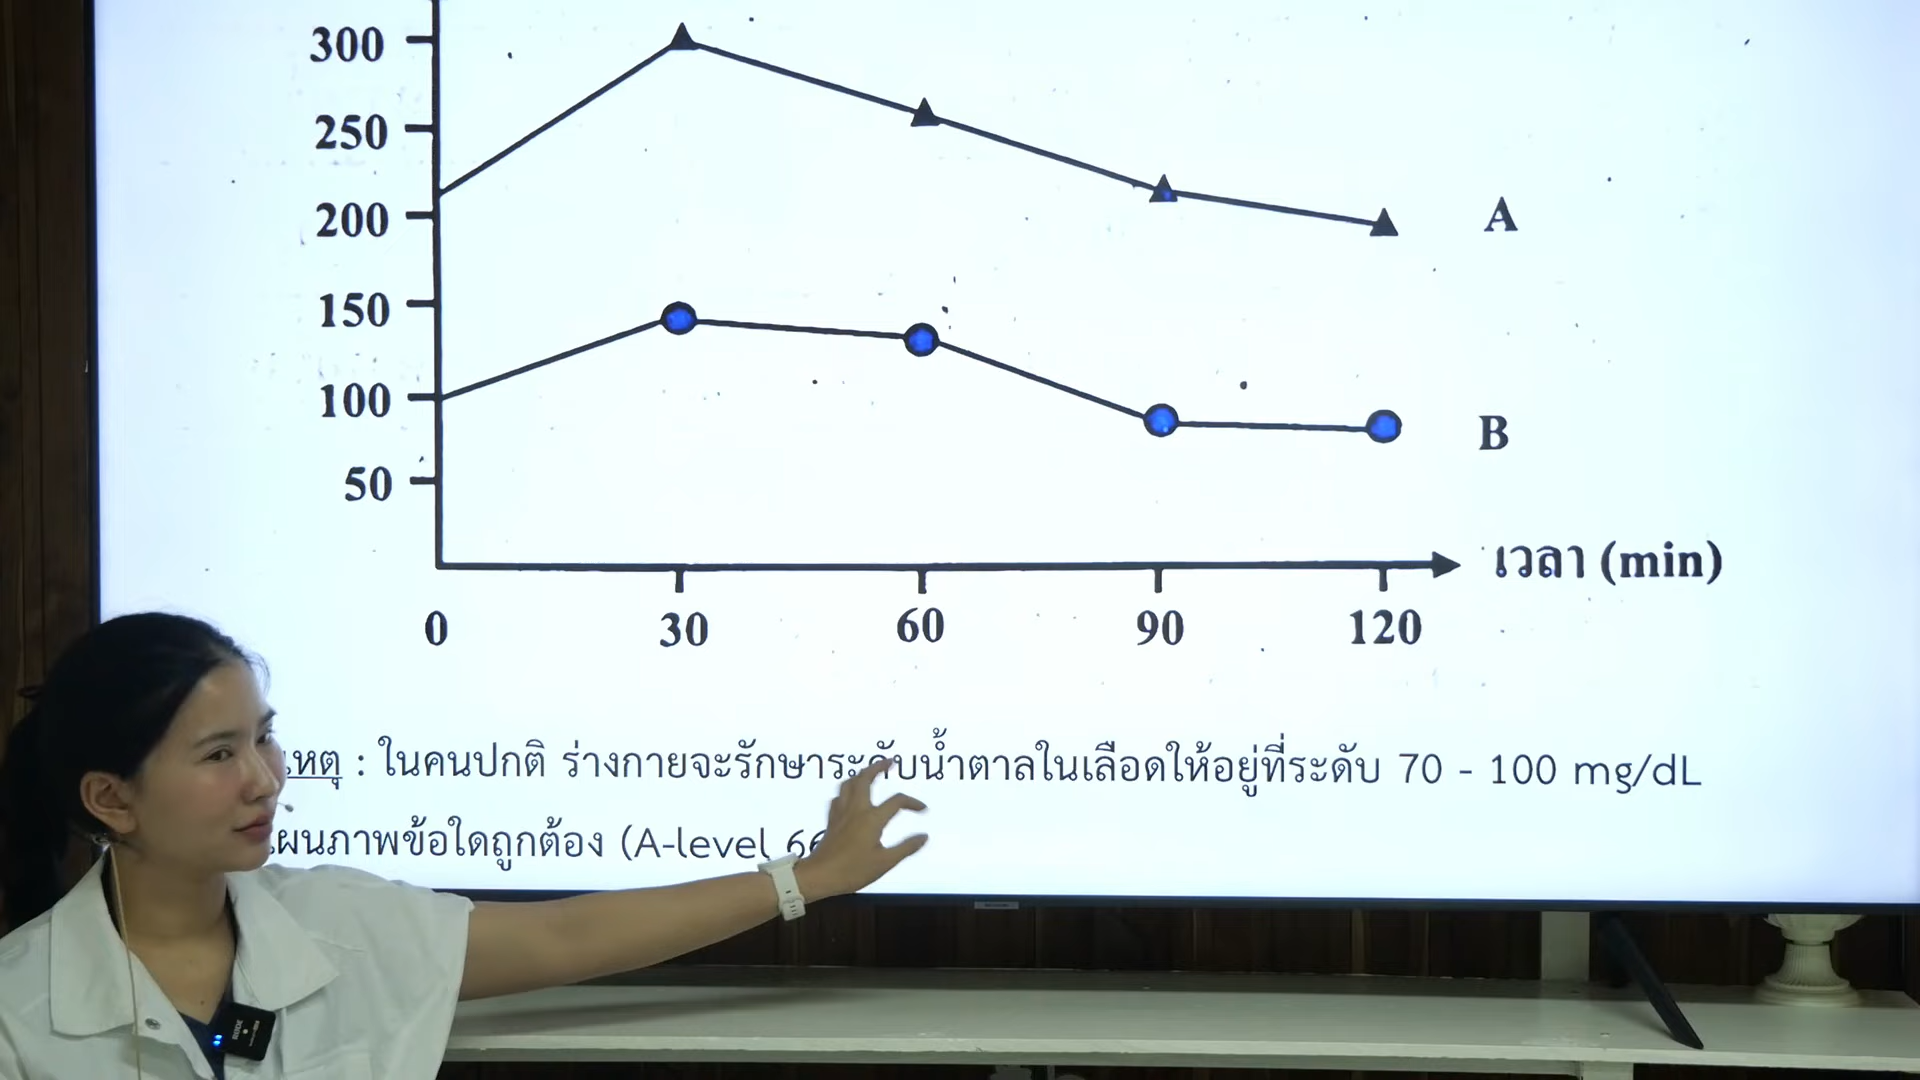 300
250
200
A
150
100
B
50
เวลา (min)
0 30 60 90 120
เหตุ : ในคนปกติ ร่างกายจะรักษาระดับน้ำตาลในเลือดให้อยู่ที่ระดับ 70 - 100 mg/dL
แผนภาพข้อใดถูกต้อง (A-level